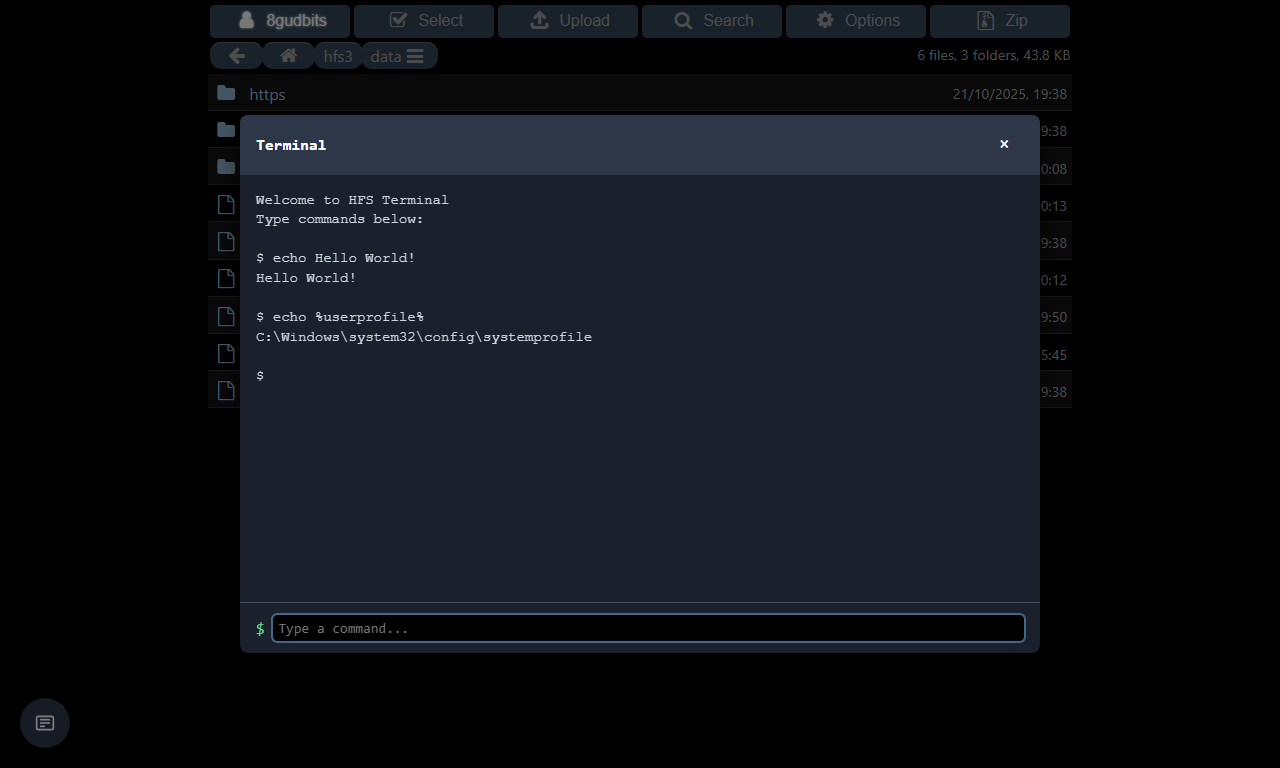 8gudbits Select Upload Search Options Zip
hfs3 data 6 files, 3 folders, 43.8 KB
https 21/10/2025, 19:38
9:38
0:08
0:13
9:38
0:12
9:50
5:45
9:38
Terminal ×
Welcome to HFS Terminal
Type commands below:
$ echo Hello World!
Hello World!
$ echo %userprofile%
C:\Windows\system32\config\systemprofile
$
$ Type a command...